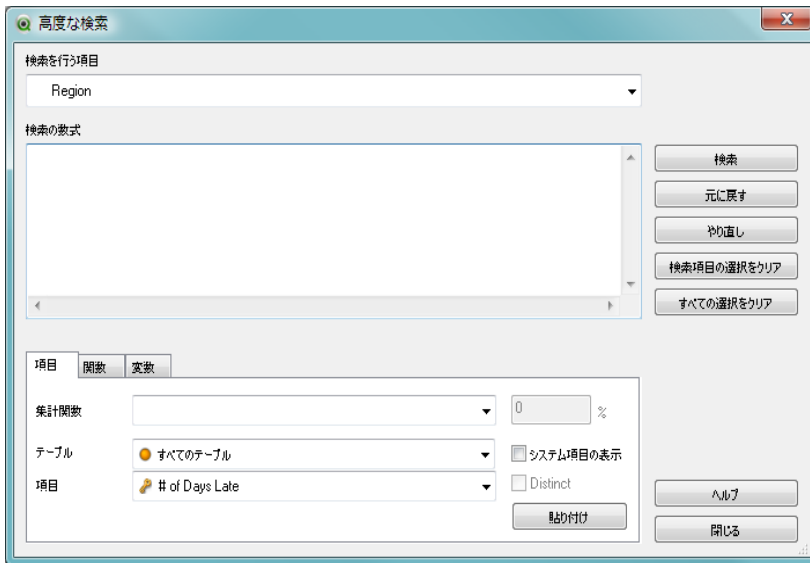 高度な検索
検索を行う項目
Region
検索の数式
検索
元に戻す
やり直し
検索項目の選択をクリア
すべての選択をクリア
項目 関数 変数
集計関数 0 %
テーブル すべてのテーブル システム項目の表示
項目 # of Days Late Distinct
貼り付け
ヘルプ
閉じる